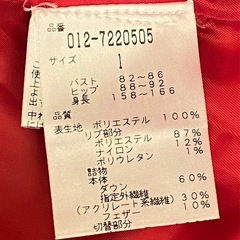 品番
012-7220505
サイズ
1
バスト 82～86
ヒップ 88～92
身長 158～166
品質
表生地 ポリエステル 100%
リブ部分
ポリエステル 87%
ナイロン 12%
ポリウレタン 1%
詰物
本体
ダウン 60%
指定外繊維
(アクリレート系繊維) 30%
フェザー 10%